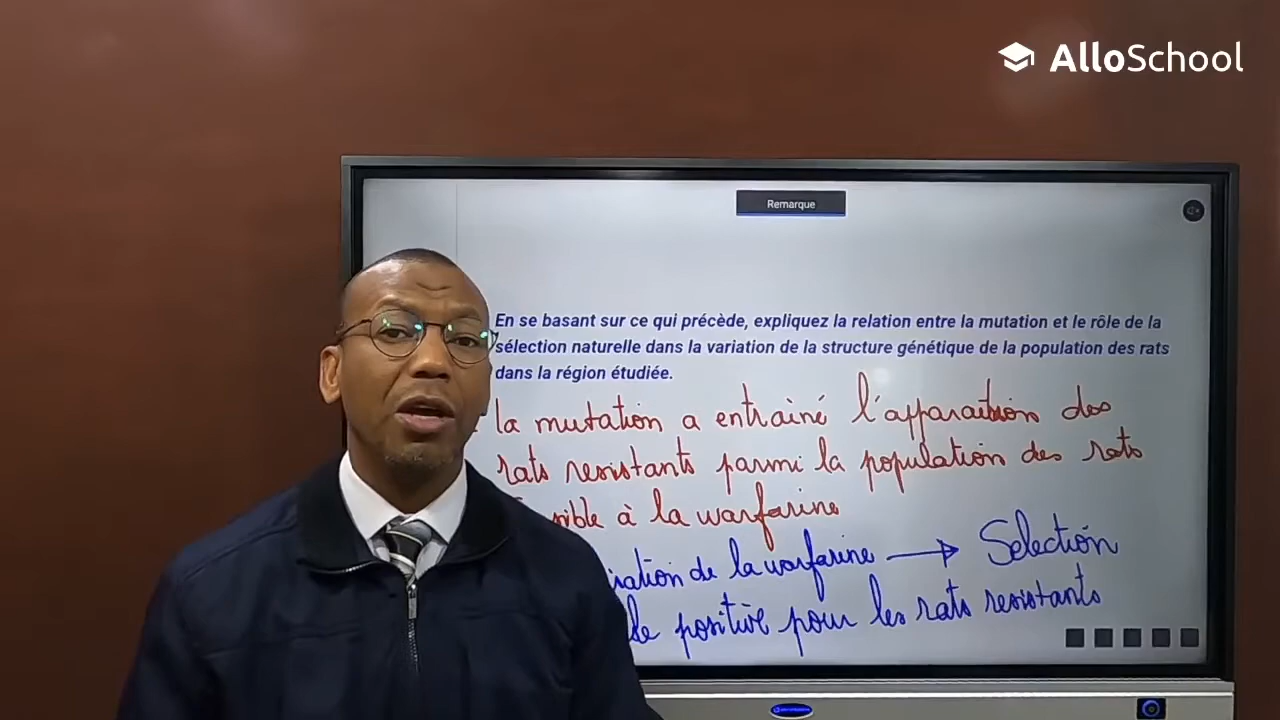 AlloSchool
Remarque
En se basant sur ce qui précède, expliquez la relation entre la mutation et le rôle de la
sélection naturelle dans la variation de la structure génétique de la population des rats
dans la région étudiée.
la mutation a entrainé l'apparaition des
rats resistants parmi la population des rats
à la warfarine
de la warfarine → Selection
positive pour les rats resistants